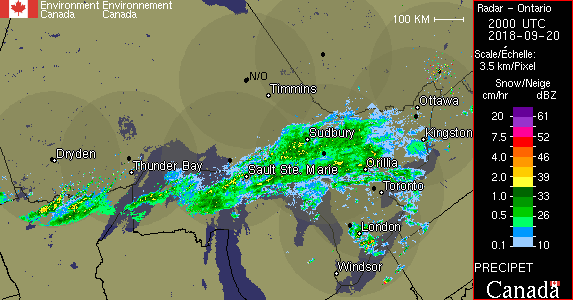 Environment Environnement
Canada Canada
100 KM
N/O
Timmins
Ottawa
Sudbury
Kingston
Dryden
Thunder Bay
Sault Ste. Marie
Orillia
Toronto
London
Windsor
Radar - Ontario
2000 UTC
2018-09-20
Scale/Échelle:
3.5 km/Pixel
Snow/Neige
cm/hr dBZ
20 61
7.5 52
4.0 46
2.0 39
1.0 33
0.5 26
0.1 10
PRECIPET
Canada